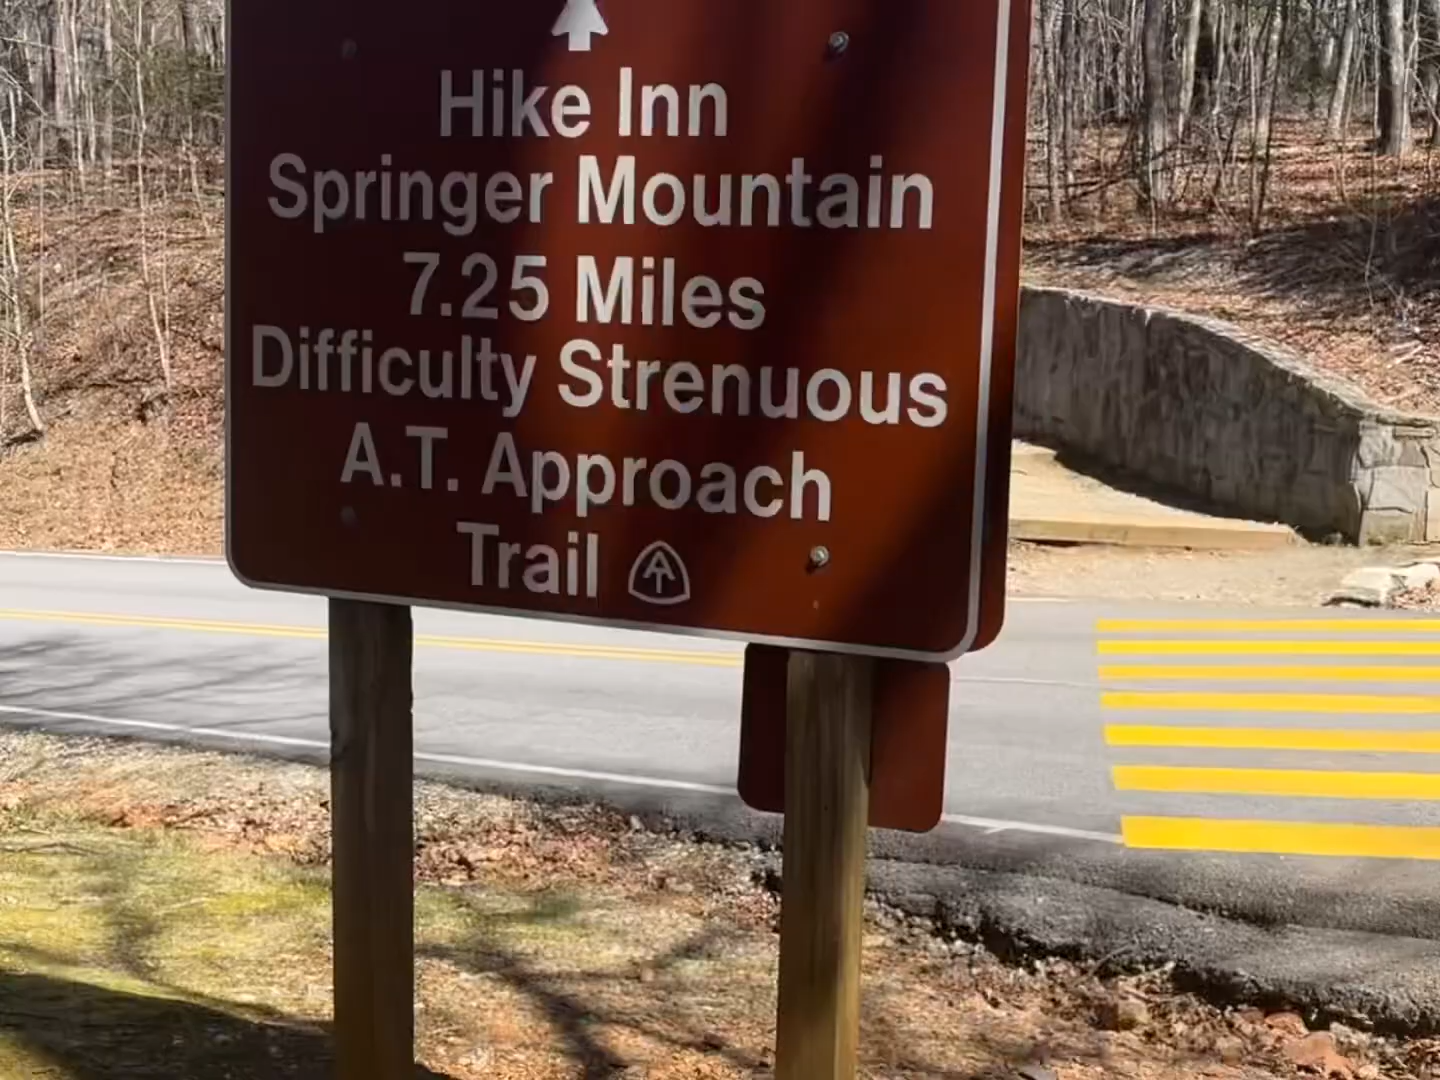 Hike Inn
Springer Mountain
7.25 Miles
Difficulty Strenuous
A.T. Approach
Trail